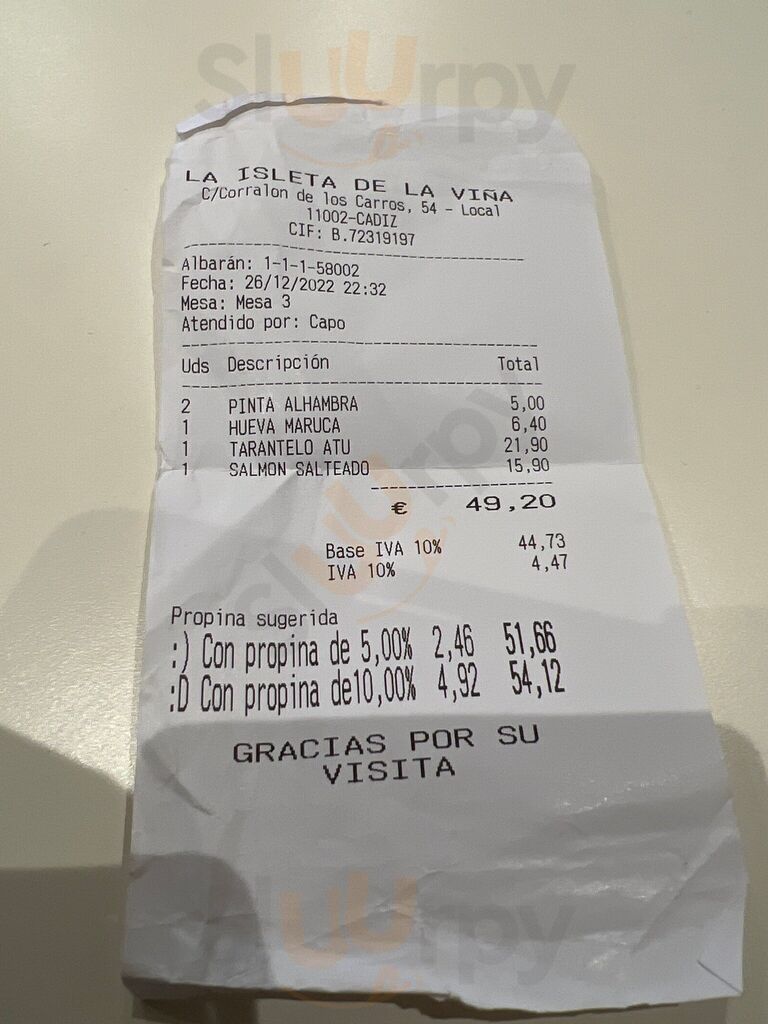 sluurpy
LA ISLETA DE LA VIÑA
C/Corralon de los Carros, 54 - Local
11002-CADIZ
CIF: B.72319197
Albarán: 1-1-1-58002
Fecha: 26/12/2022 22:32
Mesa: Mesa 3
Atendido por: Capo
Uds Descripción Total
2 PINTA ALHAMBRA 5,00
1 HUEVA MARUCA 6,40
1 TARANTELO ATU 21,90
1 SALMON SALTEADO 15,90
€ 49,20
Base IVA 10% 44,73
IVA 10% 4,47
Propina sugerida
:) Con propina de 5,00% 2,46 51,66
:D Con propina de10,00% 4,92 54,12
GRACIAS POR SU
VISITA
sluurpy